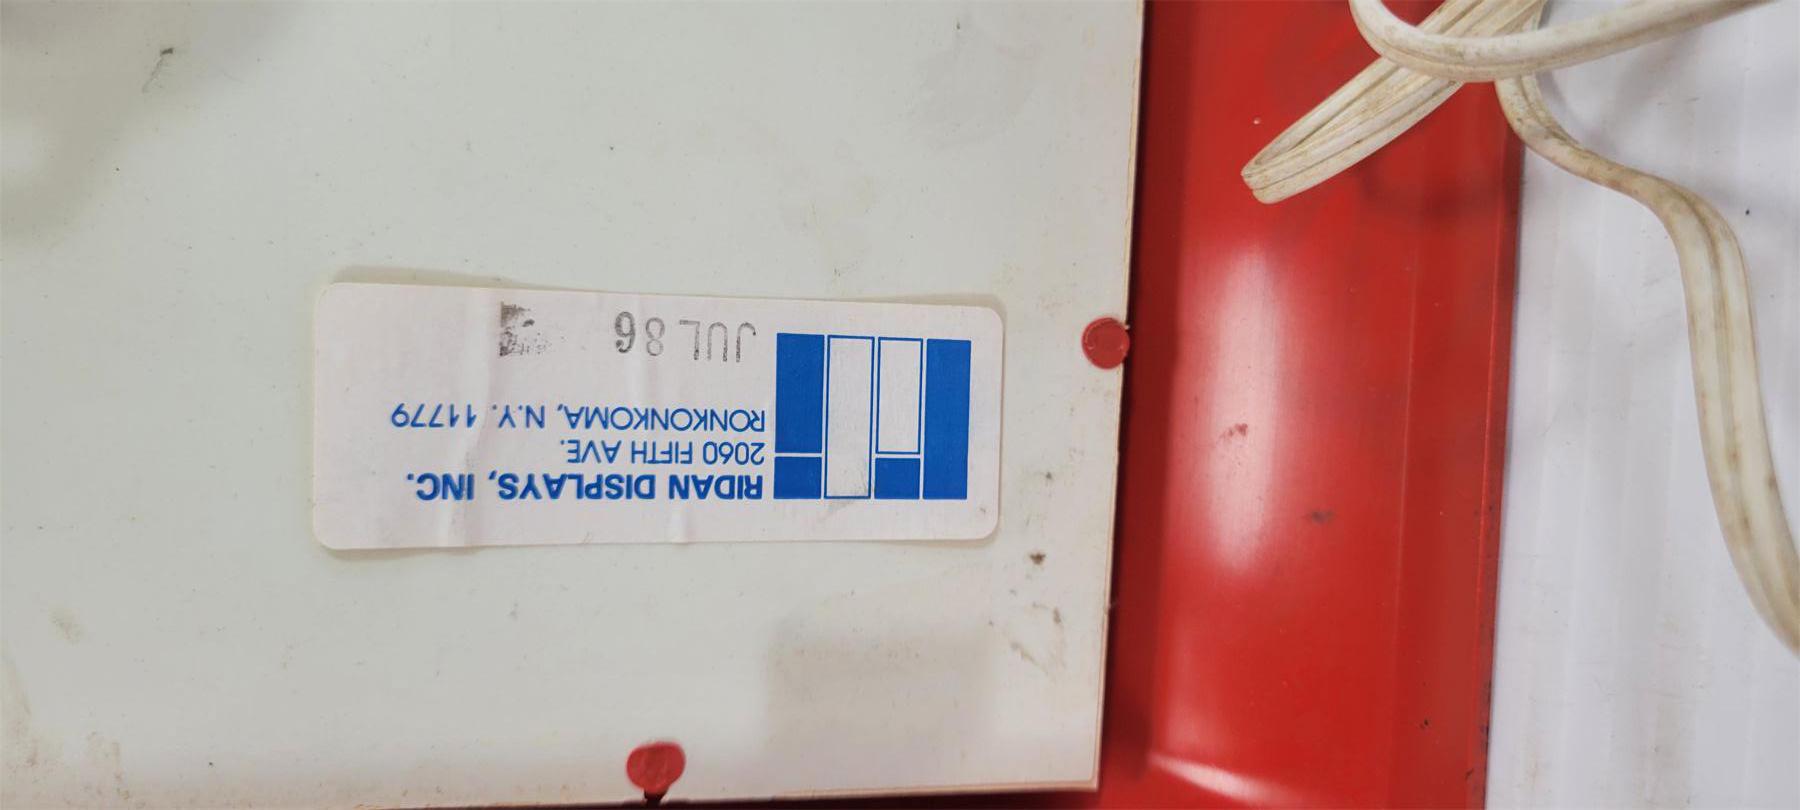 RIDAN DISPLAYS, INC.
2060 FIFTH AVE.
RONKONKOMA, N.Y. 11779
JUL 86